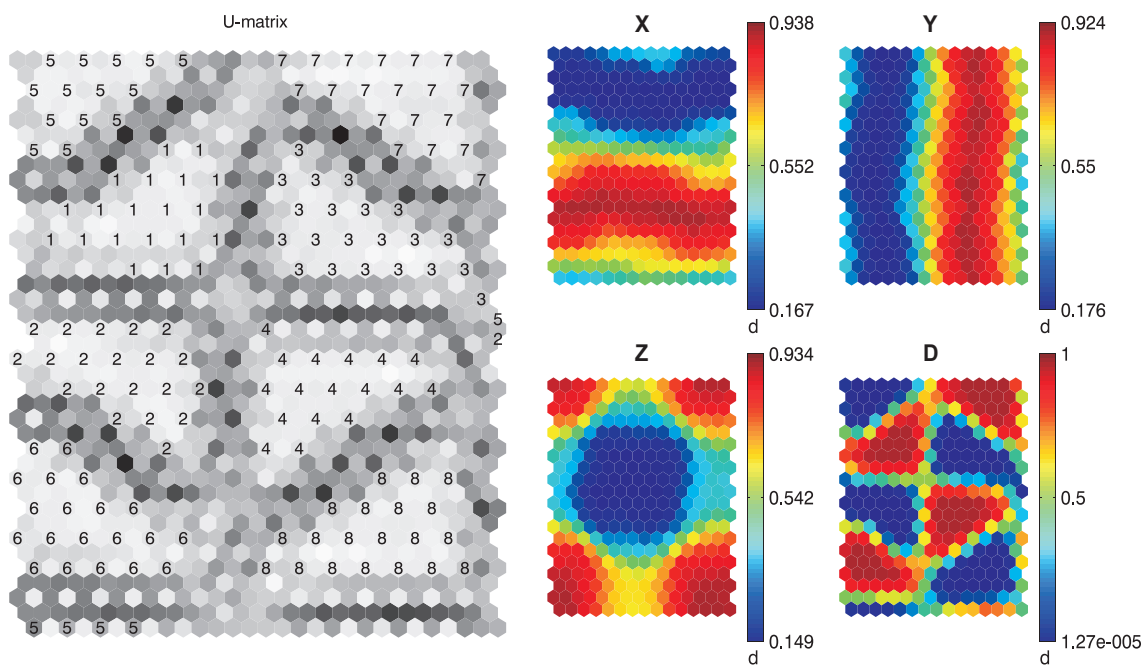 U-matrix
5 5 5 5 5 7 7 7 7 7 7
5 5 5 5 7 7 7 7 7 7
5 5 5 7 7 7
5 5 1 1 3 7 7 7
1 1 1 1 3 3 3 7
1 1 1 1 1 3 3 3 3
1 1 1 1 1 1 3 3 3 3 3 3
1 1 1 3 3 3 3 3 3
3
5
2 2 2 2 2 4
2
2 2 2 2 2 2 4 4 4 4 4
2 2 2 2 2 4 4 4 4 4 4
2 2 2 4 4 4
6 6 2 4 4
6 6 6 8 8 8
6 6 6 6 8 8 8 8
6 6 6 6 6 6 8 8 8 8 8 8
6 6 6 6 6 8 8 8 8 8 8 8
5 5 5 5
X
0.938
0.552
0.167
d
Y
0.924
0.55
0.176
d
Z
0.934
0.542
0.149
d
D
1
0.5
1.27e-005
d